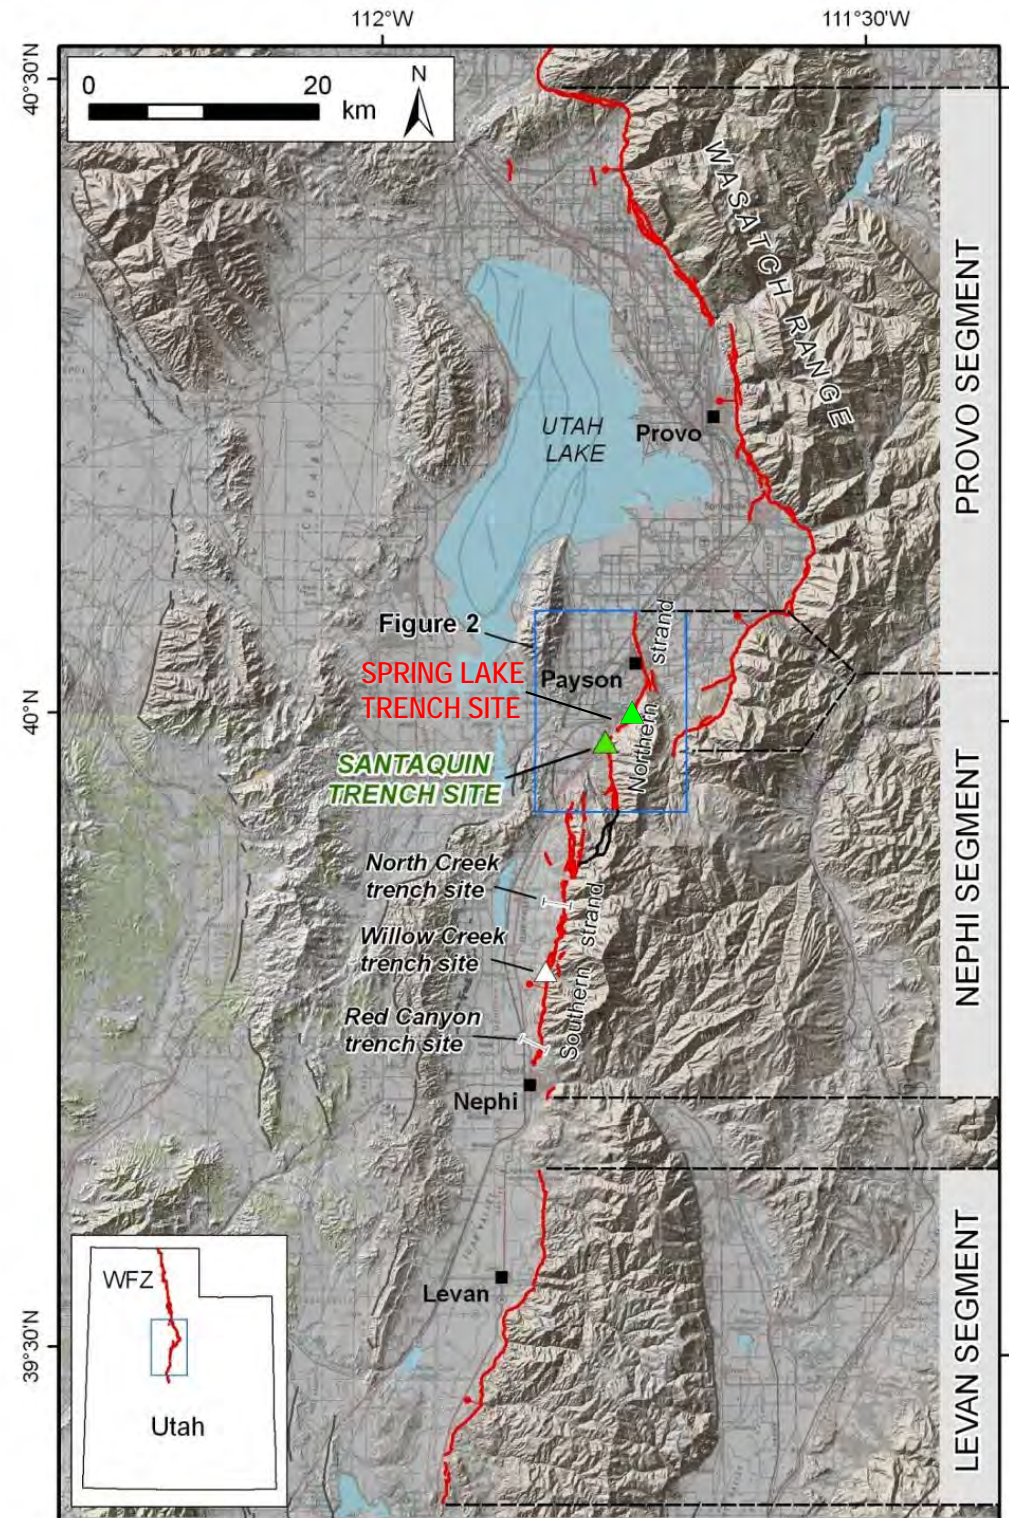 112°W
111°30'W
40°30'N
0
20
km
N
WASATCH RANGE
PROVO SEGMENT
UTAH
LAKE
Provo
Figure 2
SPRING LAKE
TRENCH SITE
Payson
Northern strand
40°N
SANTAQUIN
TRENCH SITE
North Creek
trench site
Willow Creek
trench site
Southern strand
Red Canyon
trench site
NEPHI SEGMENT
Nephi
Levan
LEVAN SEGMENT
39°30'N
WFZ
Utah